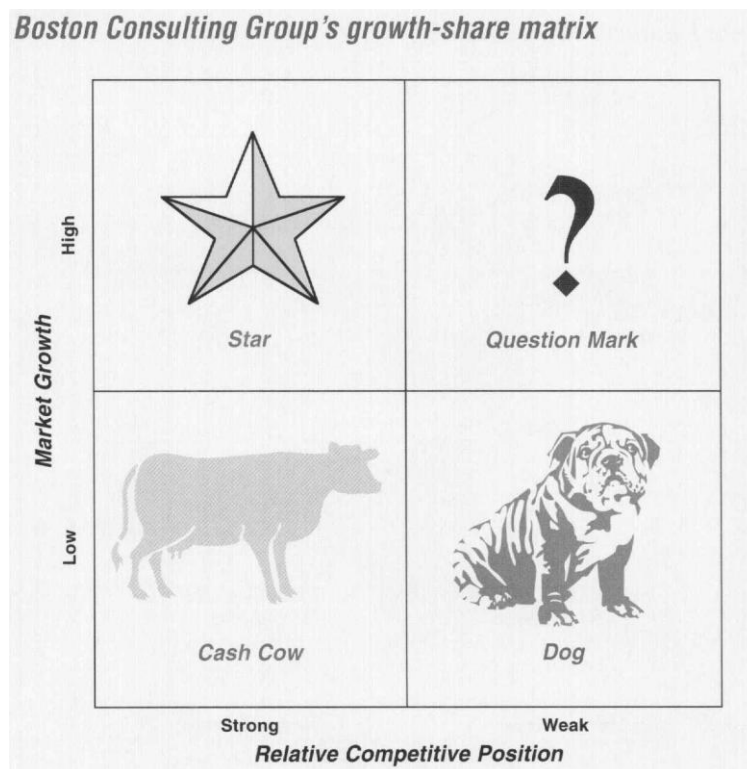 Boston Consulting Group's growth-share matrix
High
?
Star
Question Mark
Market Growth
Low
Cash Cow
Dog
Strong
Weak
Relative Competitive Position